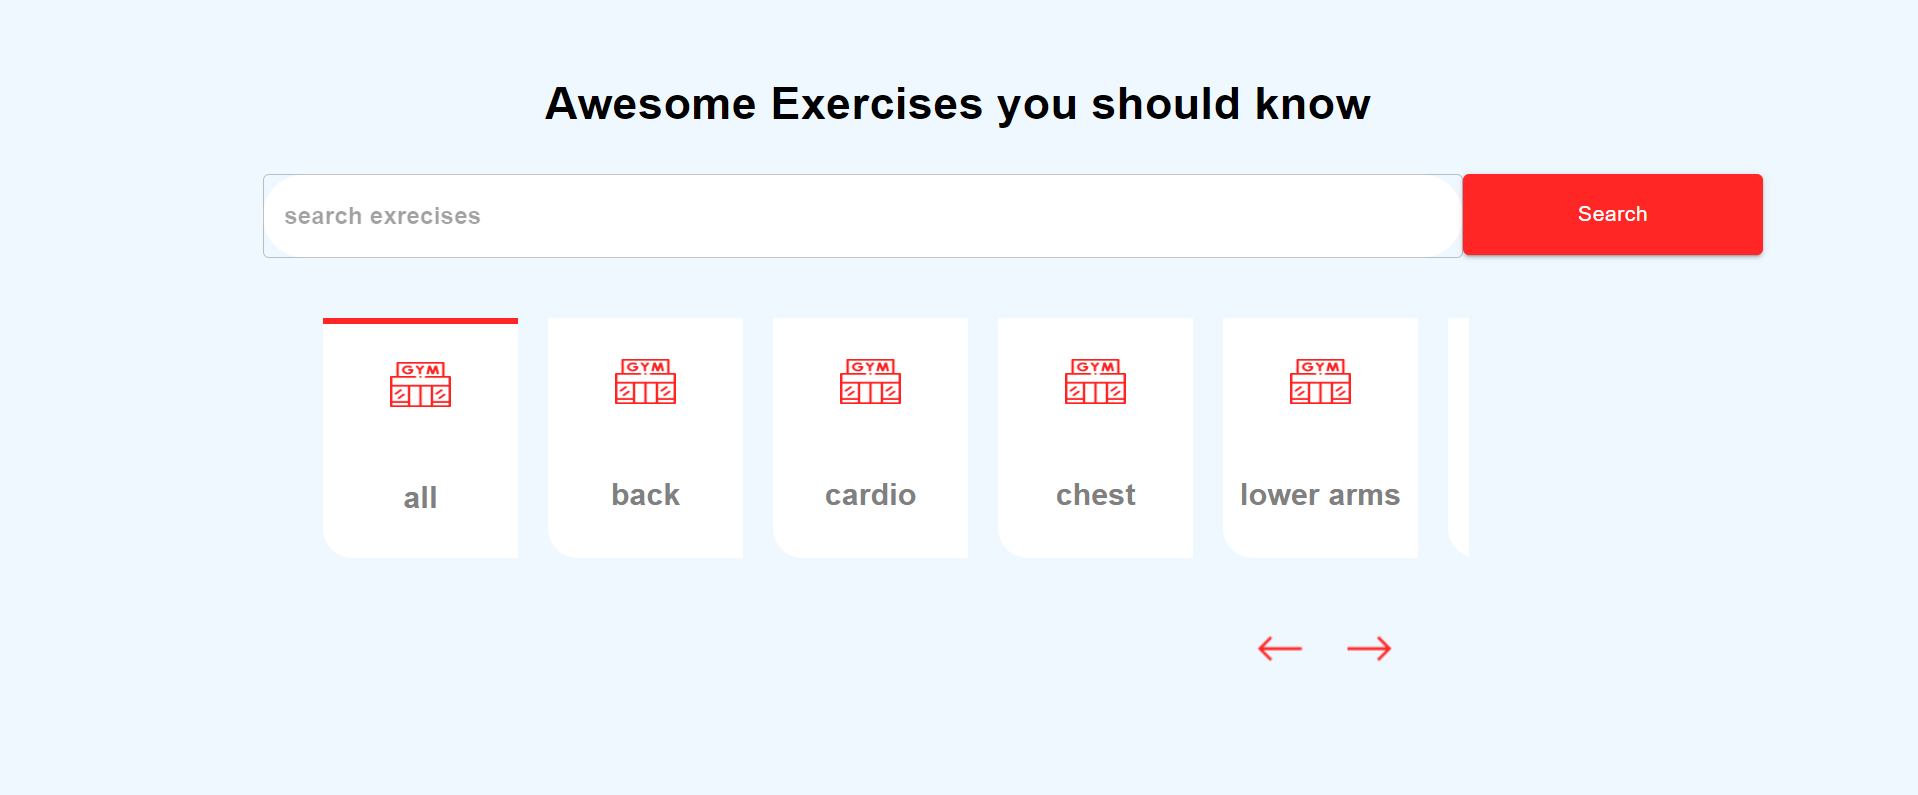 Awesome Exercises you should know
search exrecises
Search
GYM GYM GYM GYM GYM
all back cardio chest lower arms